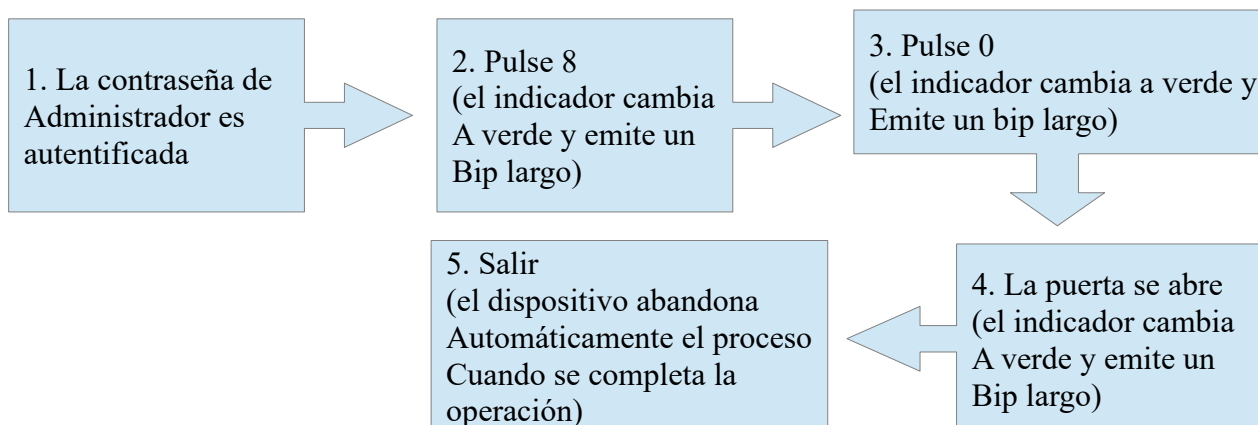 1. La contraseña de
Administrador es
autentificada
2. Pulse 8
(el indicador cambia
A verde y emite un
Bip largo)
3. Pulse 0
(el indicador cambia a verde y
Emite un bip largo)
4. La puerta se abre
(el indicador cambia
A verde y emite un
Bip largo)
5. Salir
(el dispositivo abandona
Automáticamente el proceso
Cuando se completa la
operación)